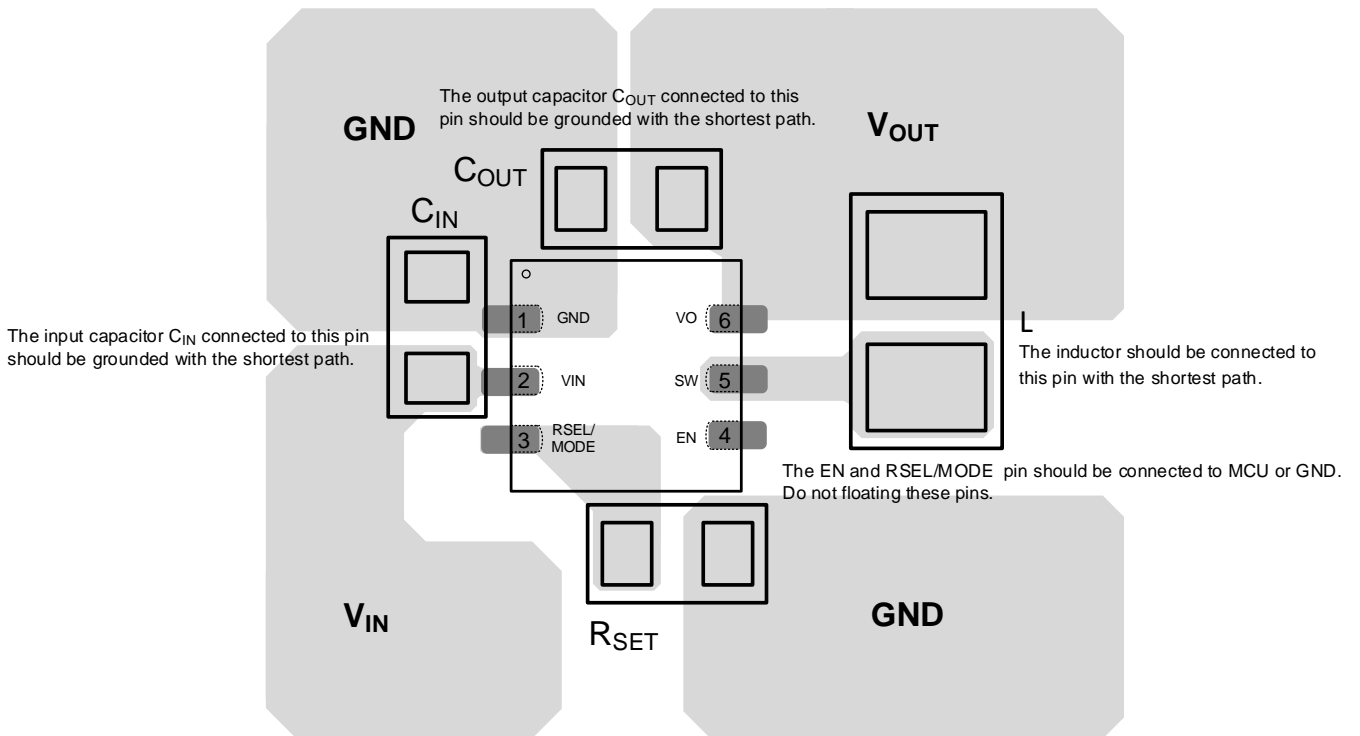 The output capacitor COUT connected to this
pin should be grounded with the shortest path.
GND
VOUT
COUT
CIN
1 GND
VO 6
The input capacitor CIN connected to this pin
should be grounded with the shortest path.
L
The inductor should be connected to
this pin with the shortest path.
2 VIN
SW 5
3 RSEL/
MODE
EN 4
The EN and RSEL/MODE pin should be connected to MCU or GND.
Do not floating these pins.
VIN
RSET
GND